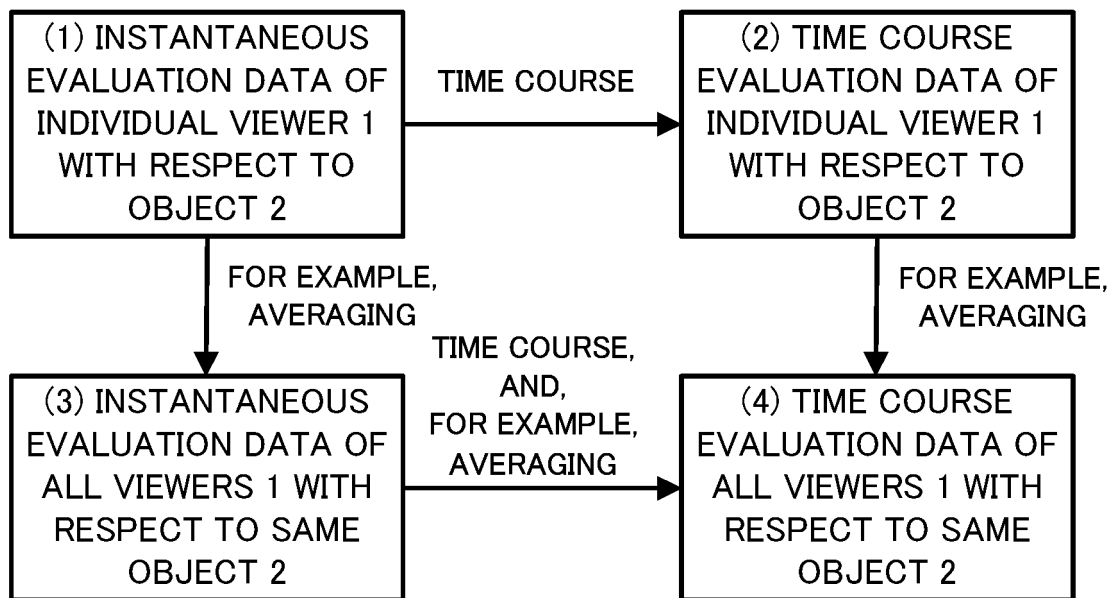 (1) INSTANTANEOUS
EVALUATION DATA OF
INDIVIDUAL VIEWER 1
WITH RESPECT TO
OBJECT 2
TIME COURSE
(2) TIME COURSE
EVALUATION DATA OF
INDIVIDUAL VIEWER 1
WITH RESPECT TO
OBJECT 2
FOR EXAMPLE,
AVERAGING
FOR EXAMPLE,
AVERAGING
(3) INSTANTANEOUS
EVALUATION DATA OF
ALL VIEWERS 1 WITH
RESPECT TO SAME
OBJECT 2
TIME COURSE,
AND,
FOR EXAMPLE,
AVERAGING
(4) TIME COURSE
EVALUATION DATA OF
ALL VIEWERS 1 WITH
RESPECT TO SAME
OBJECT 2